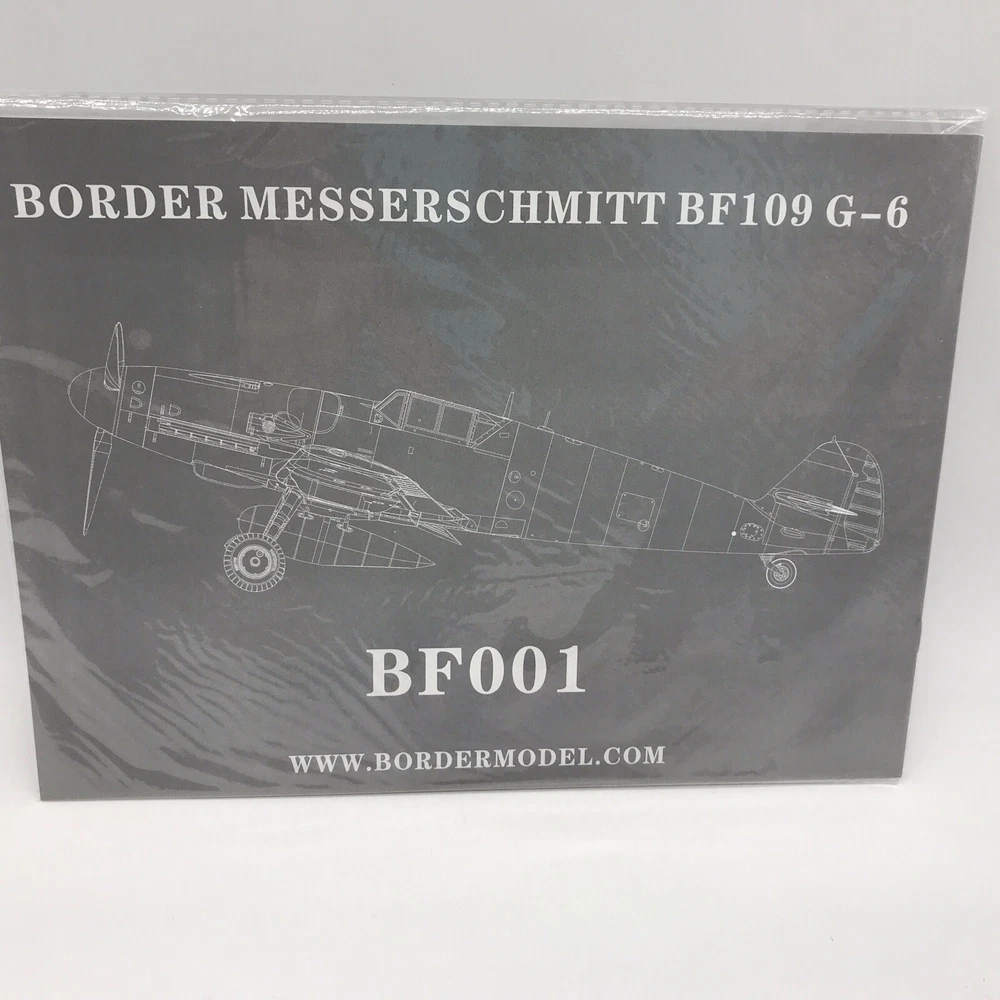 BORDER MESSERSCHMITT BF109 G-6
BF001
WWW.BORDERMODEL.COM